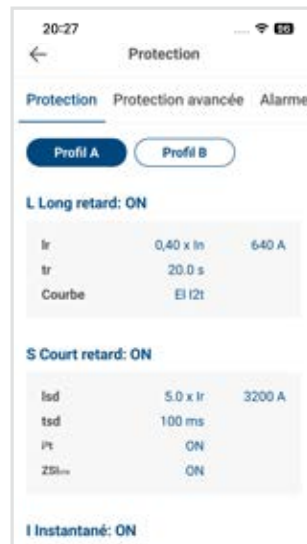 20:27
Protection
Protection Protection avancée Alarme
Profil A Profil B
L Long retard: ON
Ir 0,40 x In 640 A
tr 20.0 s
Courbe EI I2t
S Court retard: ON
Isd 5.0 x Ir 3200 A
tsd 100 ms
i²t ON
ZSI ON
I Instantané: ON